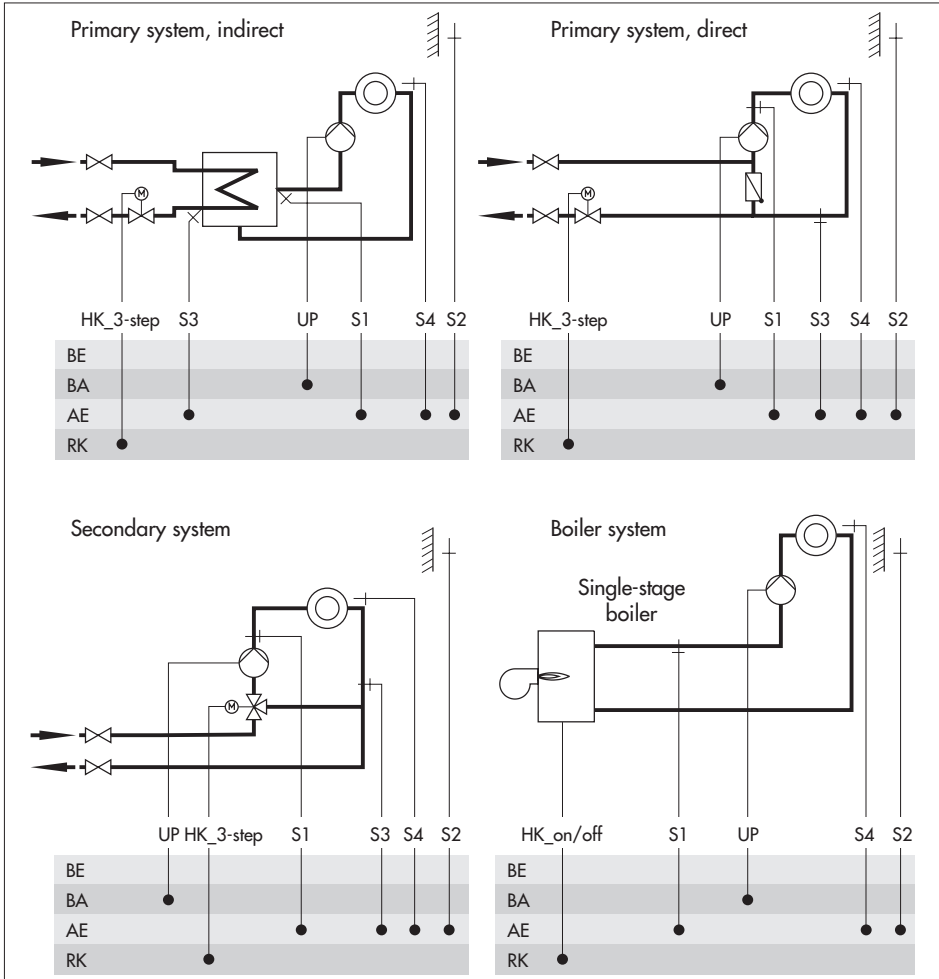 Primary system, indirect
M
HK_3-step S3 UP S1 S4 S2
BE
BA
AE
RK
Primary system, direct
M
HK_3-step UP S1 S3 S4 S2
BE
BA
AE
RK
Secondary system
M
UP HK_3-step S1 S3 S4 S2
BE
BA
AE
RK
Boiler system
Single-stage
boiler
HK_on/off S1 UP S4 S2
BE
BA
AE
RK